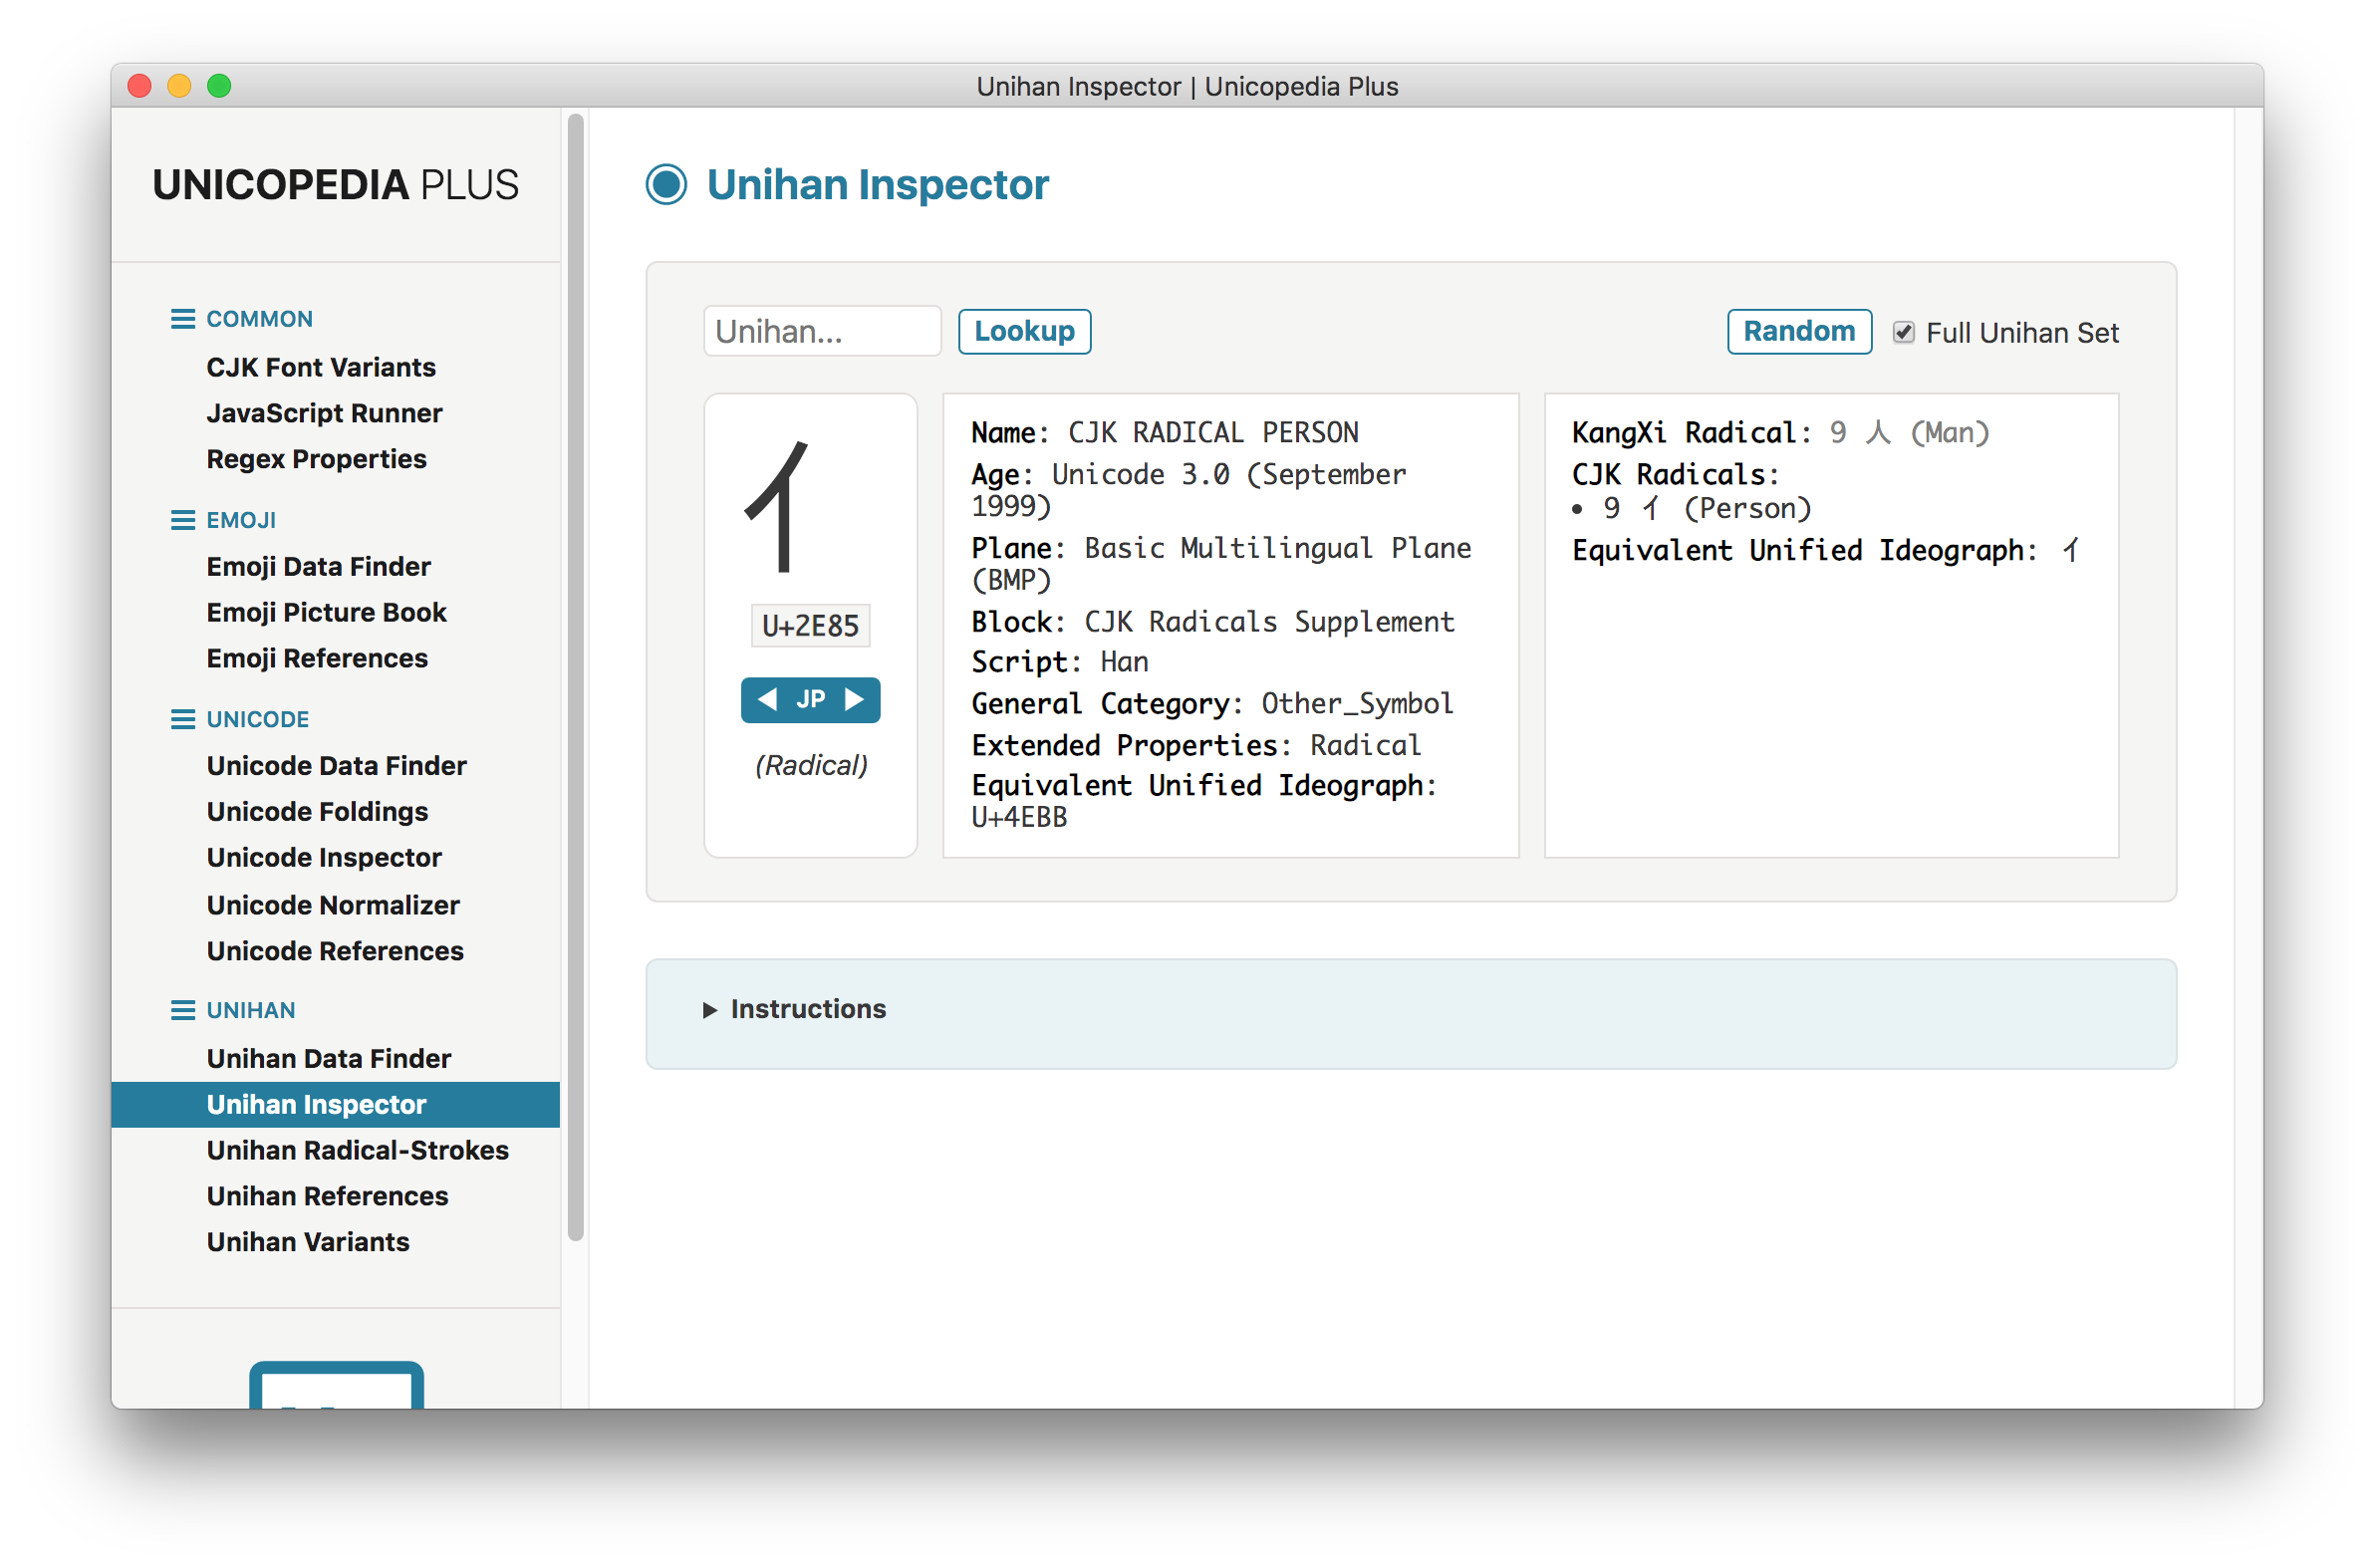 Unihan Inspector | Unicopedia Plus
UNICOPEDIA PLUS
COMMON
CJK Font Variants
JavaScript Runner
Regex Properties
EMOJI
Emoji Data Finder
Emoji Picture Book
Emoji References
UNICODE
Unicode Data Finder
Unicode Foldings
Unicode Inspector
Unicode Normalizer
Unicode References
UNIHAN
Unihan Data Finder
Unihan Inspector
Unihan Radical-Strokes
Unihan References
Unihan Variants
Unihan Inspector
Unihan...
Lookup
Random
Full Unihan Set
⺅
U+2E85
JP
(Radical)
Name: CJK RADICAL PERSON
Age: Unicode 3.0 (September
1999)
Plane: Basic Multilingual Plane
(BMP)
Block: CJK Radicals Supplement
Script: Han
General Category: Other_Symbol
Extended Properties: Radical
Equivalent Unified Ideograph:
U+4EBB
KangXi Radical: 9 ⼈ (Man)
CJK Radicals:
• 9 ⺅ (Person)
Equivalent Unified Ideograph: 亻
Instructions